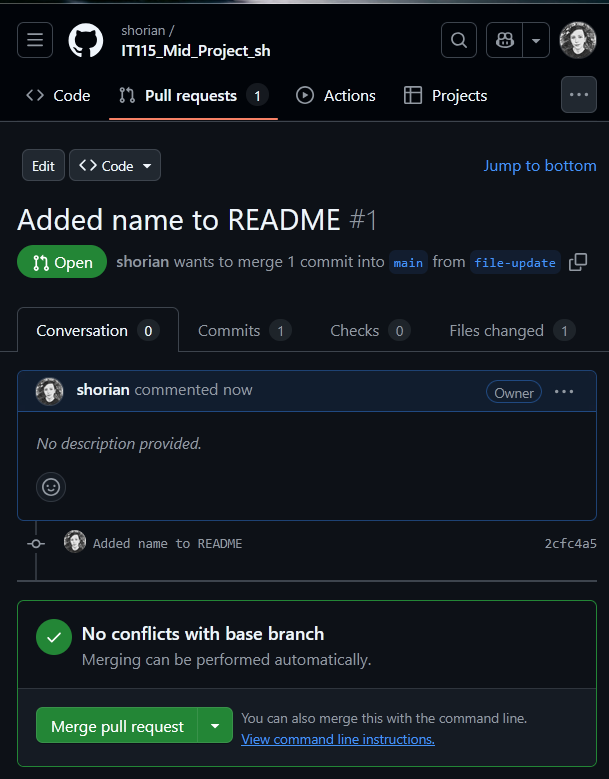 shorian /
IT115_Mid_Project_sh
Code Pull requests 1 Actions Projects
Edit Code Jump to bottom
Added name to README #1
Open shorian wants to merge 1 commit into main from file-update
Conversation 0 Commits 1 Checks 0 Files changed 1
shorian commented now Owner
No description provided.
Added name to README 2cfc4a5
No conflicts with base branch
Merging can be performed automatically.
Merge pull request You can also merge this with the command line.
View command line instructions.